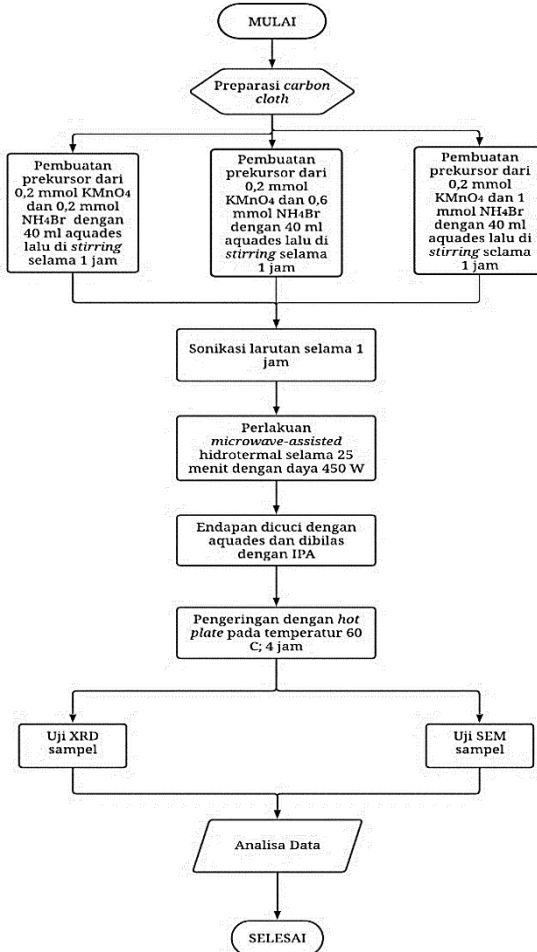 MULAI
Preparasi carbon
cloth
Pembuatan
prekursor dari
0,2 mmol KMnO₄
dan 0,2 mmol
NH₄Br dengan
40 ml aquades
lalu di stirring
selama 1 jam
Pembuatan
prekursor dari
0,2 mmol
KMnO₄ dan 0,6
mmol NH₄Br
dengan 40 ml
aquades lalu di
stirring selama
1 jam
Pembuatan
prekursor dari
0,2 mmol
KMnO₄ dan 1
mmol NH₄Br
dengan 40 ml
aquades lalu di
stirring selama
1 jam
Sonikasi larutan selama 1
jam
Perlakuan
microwave-assisted
hidrotermal selama 25
menit dengan daya 450 W
Endapan dicuci dengan
aquades dan dibilas
dengan IPA
Pengeringan dengan hot
plate pada temperatur 60
C; 4 jam
Uji XRD
sampel
Uji SEM
sampel
Analisa Data
SELESAI